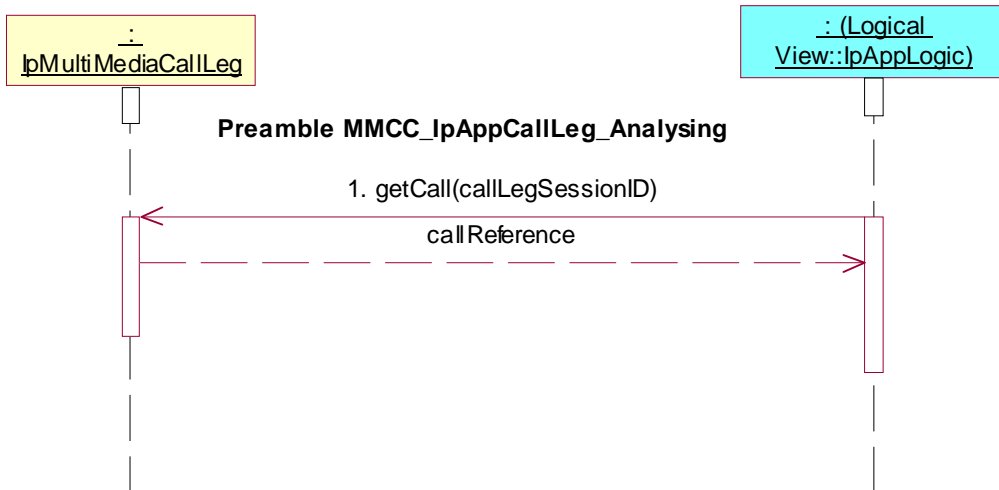 :
IpMultiMediaCallLeg
: (Logical
View::IpAppLogic)
Preamble MMCC_IpAppCallLeg_Analysing
1. getCall(callLegSessionID)
callReference